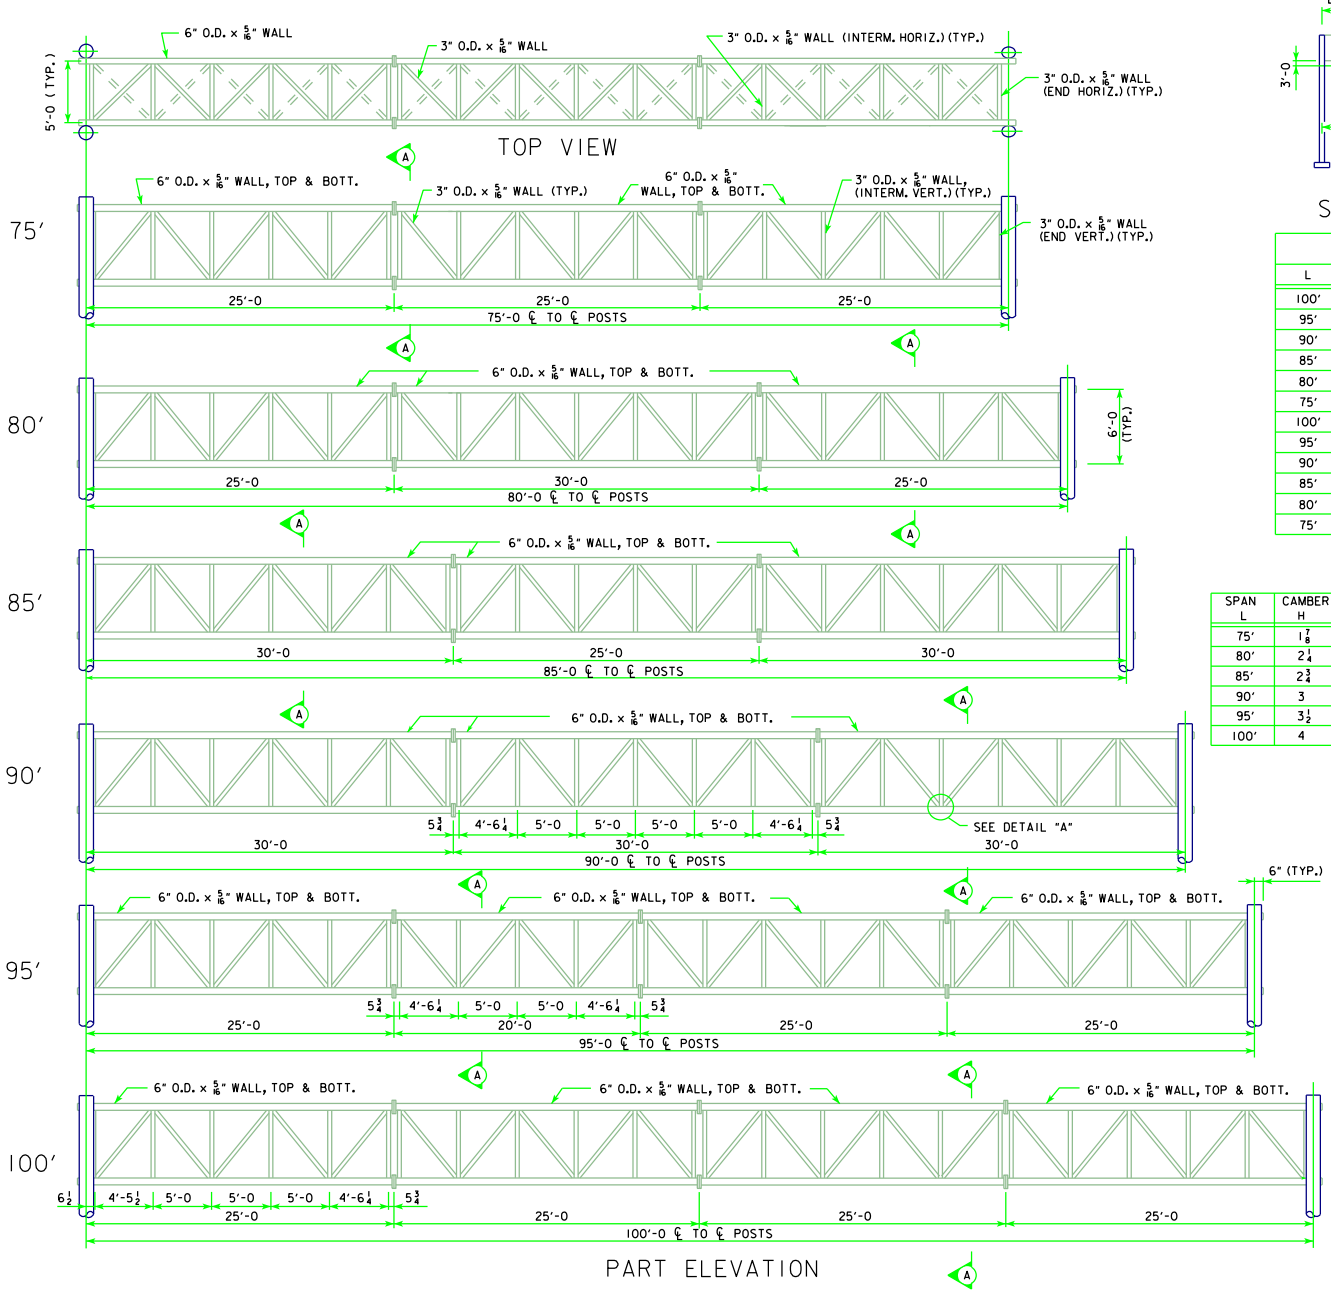 6" O.D. × 5/16" WALL
3" O.D. × 5/16" WALL
3" O.D. × 5/16" WALL (INTERM. HORIZ.) (TYP.)
3" O.D. × 5/16" WALL
(END HORIZ.) (TYP.)
5'-0 (TYP.)
3'-0
TOP VIEW
A
75'
6" O.D. × 5/16" WALL, TOP & BOTT.
3" O.D. × 5/16" WALL (TYP.)
6" O.D. × 5/16"
WALL, TOP & BOTT.
3" O.D. × 5/16" WALL,
(INTERM. VERT.) (TYP.)
3" O.D. × 5/16" WALL
(END VERT.) (TYP.)
25'-0 25'-0 25'-0
75'-0 ℄ TO ℄ POSTS
A A
80'
6" O.D. × 5/16" WALL, TOP & BOTT.
6'-0
(TYP.)
25'-0 30'-0 25'-0
80'-0 ℄ TO ℄ POSTS
A A
85'
6" O.D. × 5/16" WALL, TOP & BOTT.
30'-0 25'-0 30'-0
85'-0 ℄ TO ℄ POSTS
A A
90'
6" O.D. × 5/16" WALL, TOP & BOTT.
5 3/4 4'-6 1/4 5'-0 5'-0 5'-0 5'-0 4'-6 1/4 5 3/4
SEE DETAIL "A"
30'-0 30'-0 30'-0
90'-0 ℄ TO ℄ POSTS
A A
6" (TYP.)
95'
6" O.D. × 5/16" WALL, TOP & BOTT.
6" O.D. × 5/16" WALL, TOP & BOTT.
6" O.D. × 5/16" WALL, TOP & BOTT.
5 3/4 4'-6 1/4 5'-0 5'-0 4'-6 1/4 5 3/4
25'-0 20'-0 25'-0 25'-0
95'-0 ℄ TO ℄ POSTS
A A
100'
6" O.D. × 5/16" WALL, TOP & BOTT.
6" O.D. × 5/16" WALL, TOP & BOTT.
6" O.D. × 5/16" WALL, TOP & BOTT.
6 1/2 4'-5 1/2 5'-0 5'-0 5'-0 4'-6 1/4 5 3/4
25'-0 25'-0 25'-0 25'-0
100'-0 ℄ TO ℄ POSTS
PART ELEVATION
A
S
L
100'
95'
90'
85'
80'
75'
100'
95'
90'
85'
80'
75'
SPAN CAMBER
L H
75' 1 7/8
80' 2 1/4
85' 2 3/4
90' 3
95' 3 1/2
100' 4